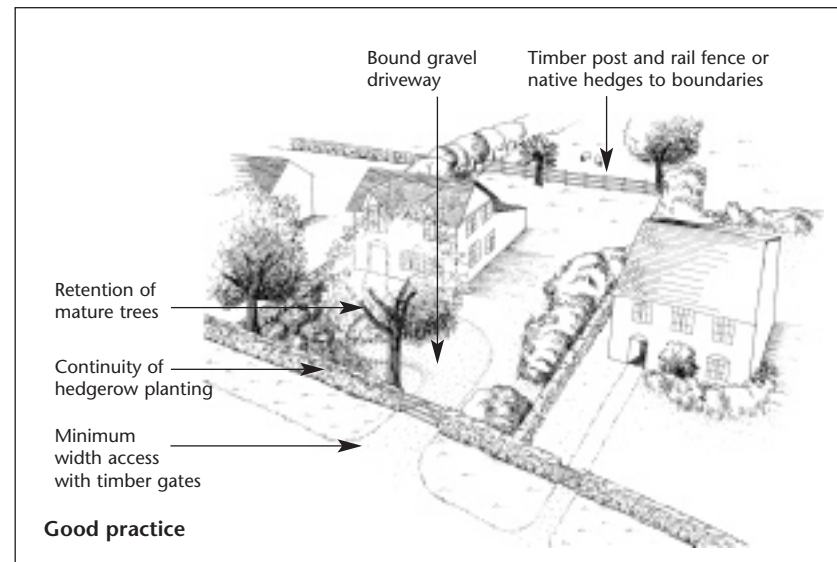 Bound gravel
driveway
Timber post and rail fence or
native hedges to boundaries
Retention of
mature trees
Continuity of
hedgerow planting
Minimum
width access
with timber gates
Good practice